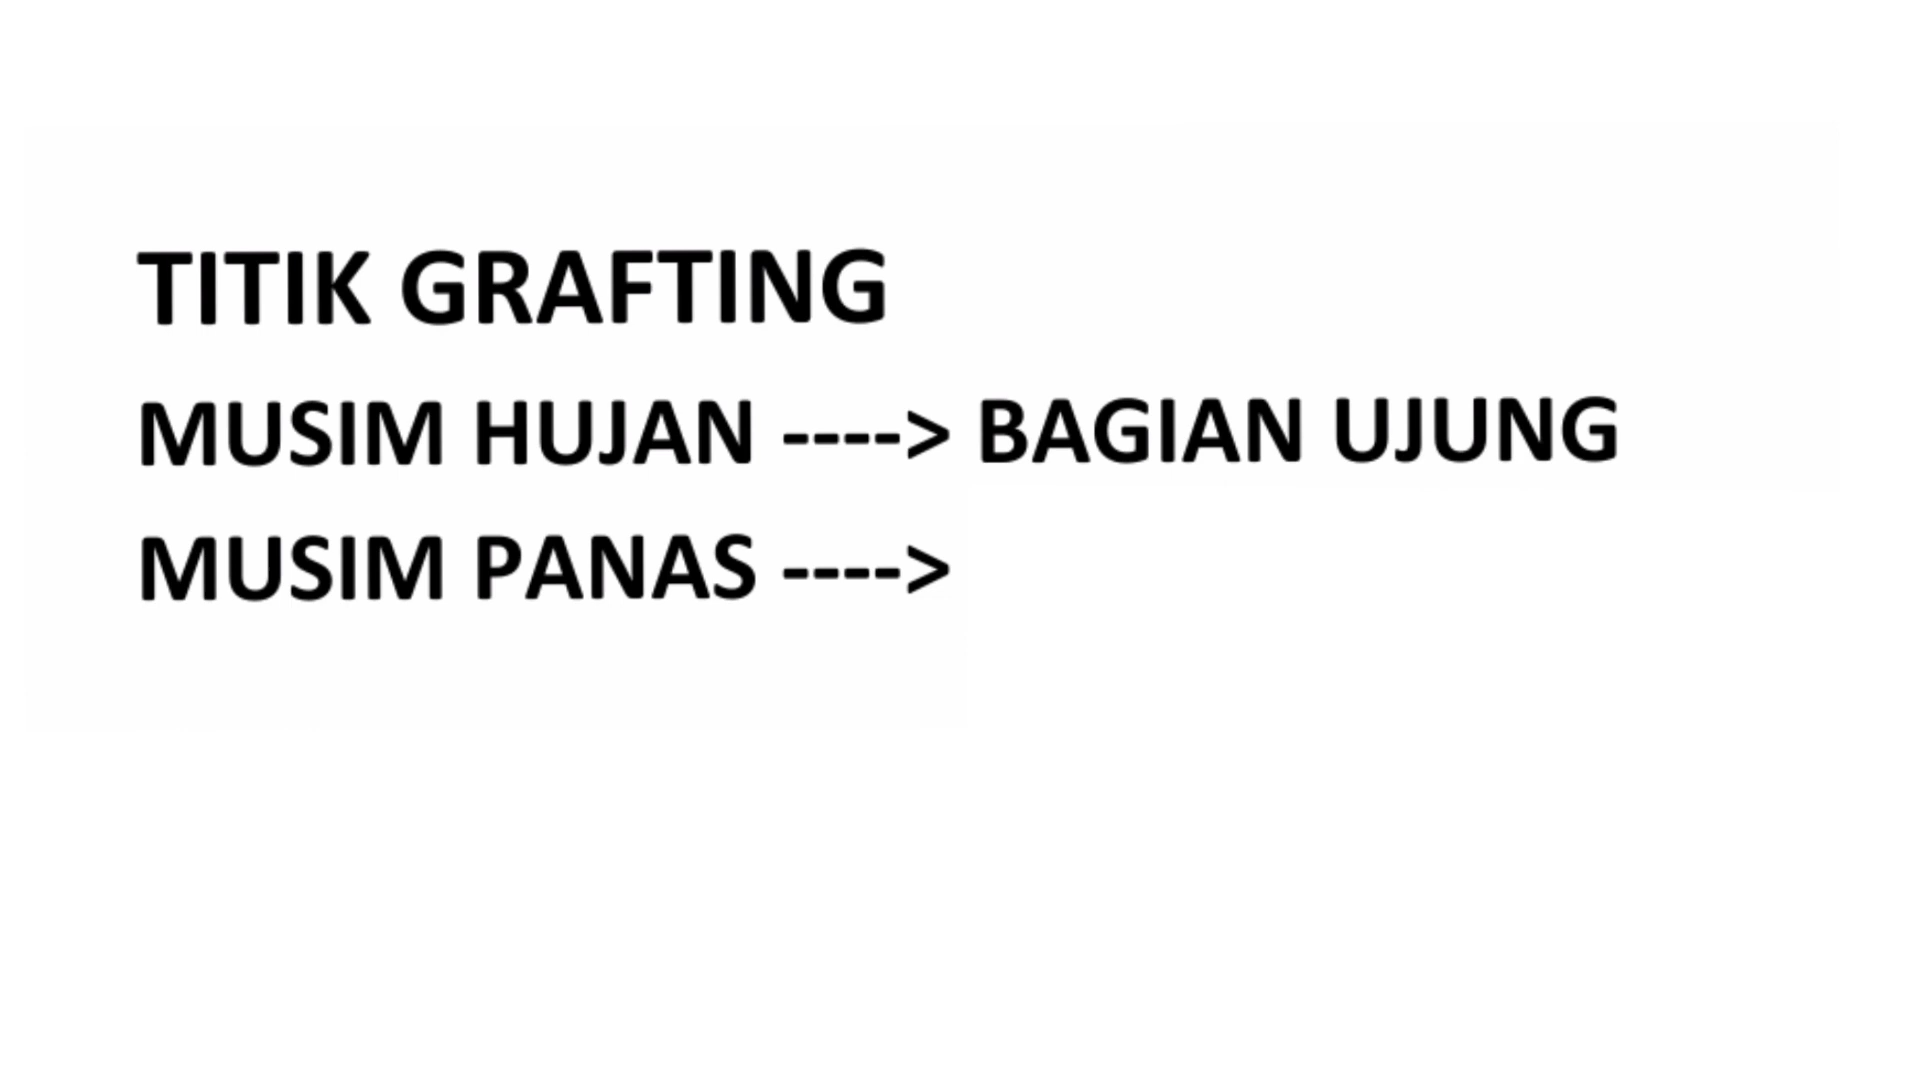 TITIK GRAFTING
MUSIM HUJAN ----> BAGIAN UJUNG
MUSIM PANAS ---->